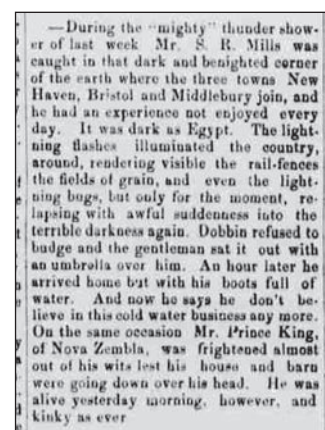 —During the "mighty" thunder show-
er of last week Mr. S. R. Mills was
caught in that dark and benighted corner
of the earth where the three towns New
Haven, Bristol and Middlebury join, and
he had an experience not enjoyed every
day. It was dark as Egypt. The light-
ning flashes illuminated the country,
around, rendering visible the rail-fences
the fields of grain, and even the light-
ning bugs, but only for the moment, re-
lapsing with awful suddenness into the
terrible darkness again. Dobbin refused to
budge and the gentleman sat it out with
an umbrella over him. An hour later he
arrived home but with his boots full of
water. And now he says he don't be-
lieve in this cold water business any more.
On the same occasion Mr. Prince King,
of Nova Zembla, was frightened almost
out of his wits lest his house and barn
were going down over his head. He was
alive yesterday morning, however, and
kinky as ever